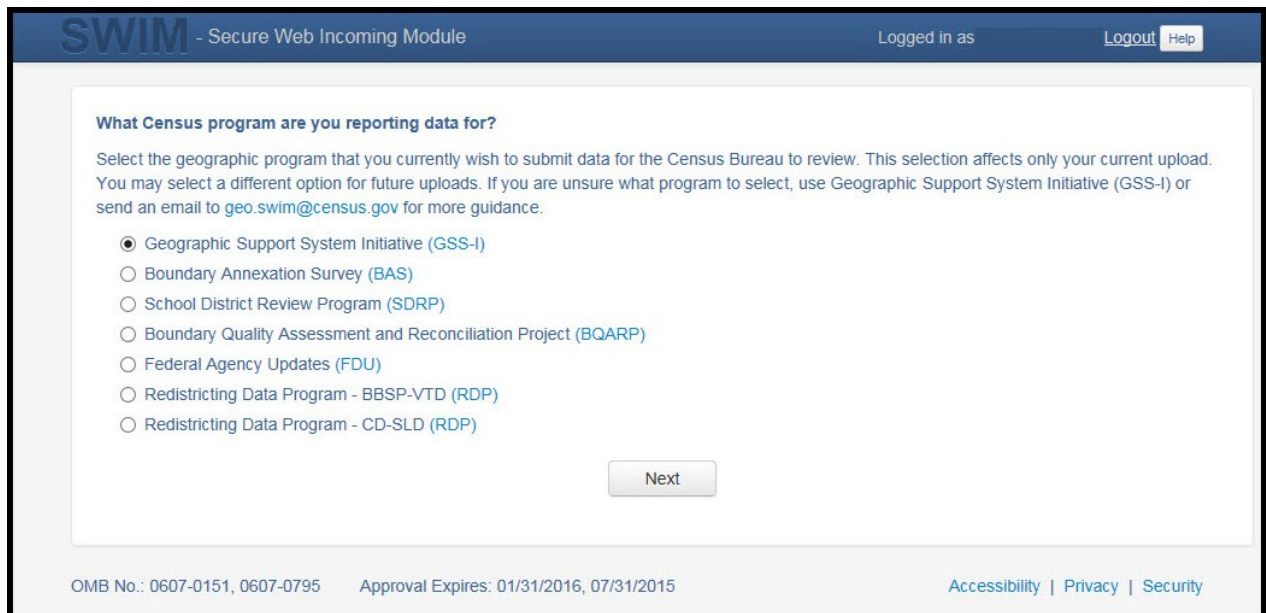 SWIM - Secure Web Incoming Module Logged in as Logout Help
What Census program are you reporting data for?
Select the geographic program that you currently wish to submit data for the Census Bureau to review. This selection affects only your current upload.
You may select a different option for future uploads. If you are unsure what program to select, use Geographic Support System Initiative (GSS-I) or
send an email to geo.swim@census.gov for more guidance.
Geographic Support System Initiative (GSS-I)
Boundary Annexation Survey (BAS)
School District Review Program (SDRP)
Boundary Quality Assessment and Reconciliation Project (BQARP)
Federal Agency Updates (FDU)
Redistricting Data Program - BBSP-VTD (RDP)
Redistricting Data Program - CD-SLD (RDP)
Next
OMB No.: 0607-0151, 0607-0795 Approval Expires: 01/31/2016, 07/31/2015 Accessibility | Privacy | Security